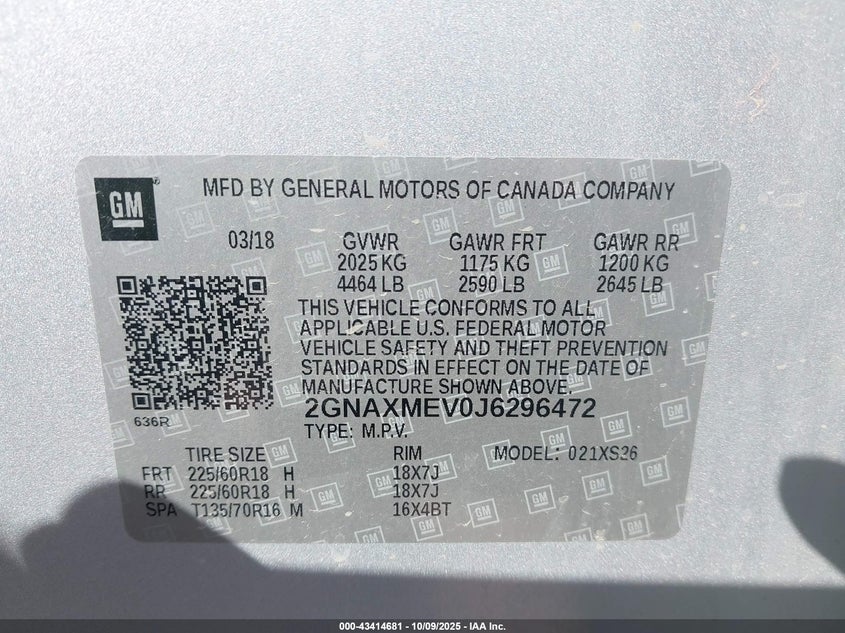 GM
MFD BY GENERAL MOTORS OF CANADA COMPANY
03/18 GVWR GAWR FRT GAWR RR
2025 KG 1175 KG 1200 KG
4464 LB 2590 LB 2645 LB
THIS VEHICLE CONFORMS TO ALL
APPLICABLE U.S. FEDERAL MOTOR
VEHICLE SAFETY AND THEFT PREVENTION
STANDARDS IN EFFECT ON THE DATE OF
MANUFACTURE SHOWN ABOVE.
2GNAXMEV0J6296472
636R
TYPE: M.P.V.
TIRE SIZE RIM MODEL: 021XS26
FRT 225/60R18 H 18X7J
RR 225/60R18 H 18X7J
SPA T135/70R16 M 16X4BT
000-43414681 - 10/09/2025 - IAA Inc.